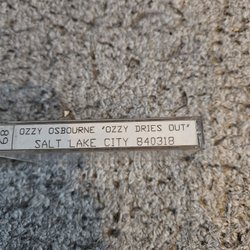 68
OZZY OSBOURNE 'OZZY DRIES OUT'
SALT LAKE CITY 840318